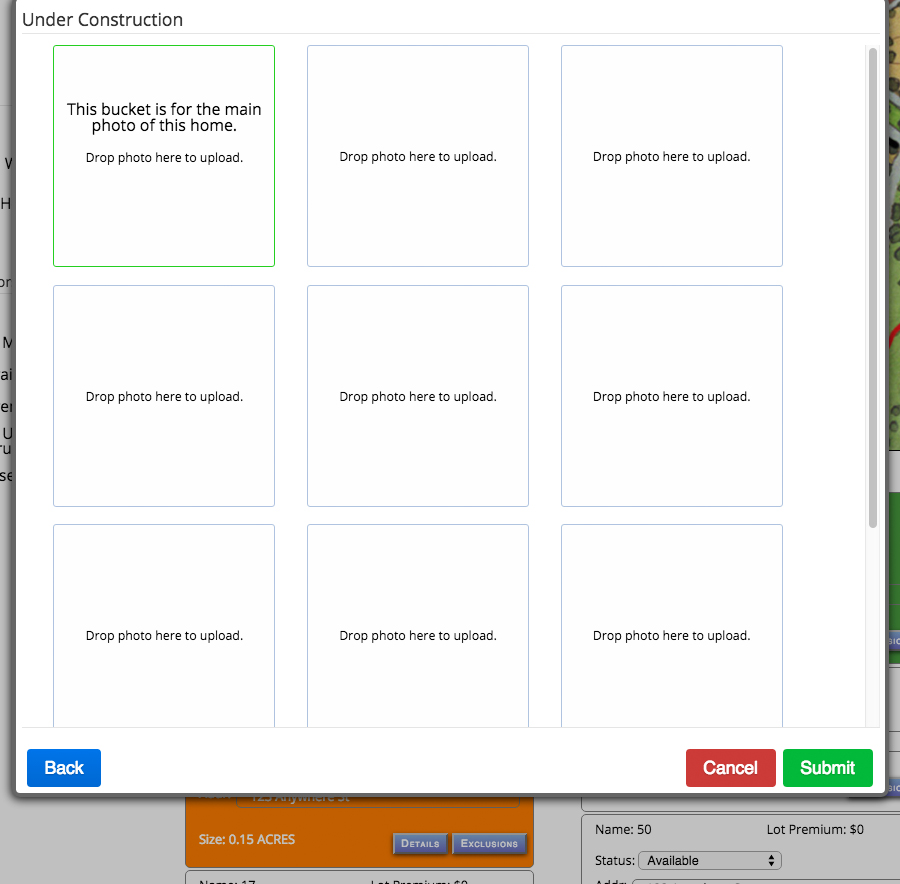 Under Construction
This bucket is for the main
photo of this home.
Drop photo here to upload.
Drop photo here to upload.
Drop photo here to upload.
Drop photo here to upload.
Drop photo here to upload.
Drop photo here to upload.
Drop photo here to upload.
Drop photo here to upload.
Drop photo here to upload.
Back
Cancel
Submit
123 Anywhere St
Size: 0.15 ACRES
DETAILS
EXCLUSIONS
Name: 50
Lot Premium: $0
Status: Available
Name: 17
Lot Premium: $0